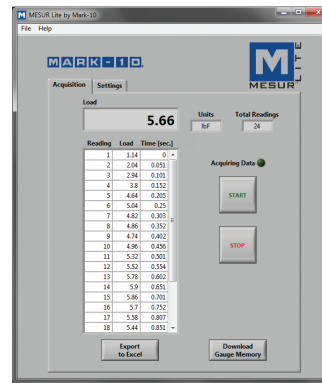 MESUR Lite by Mark-10
File Help
MARK-10
M
MESUR
LITE
Acquisition Settings
Load
5.66
Units
lbF
Total Readings
24
Reading Load Time [sec.]
1 1.14 0
2 2.04 0.051
3 2.94 0.101
4 3.8 0.152
5 4.64 0.205
6 5.04 0.25
7 4.82 0.303
8 4.86 0.352
9 4.74 0.402
10 4.96 0.456
11 5.32 0.501
12 5.52 0.554
13 5.78 0.602
14 5.9 0.651
15 5.86 0.701
16 5.7 0.752
17 5.58 0.807
18 5.44 0.851
Acquiring Data
START
STOP
Export
to Excel
Download
Gauge Memory